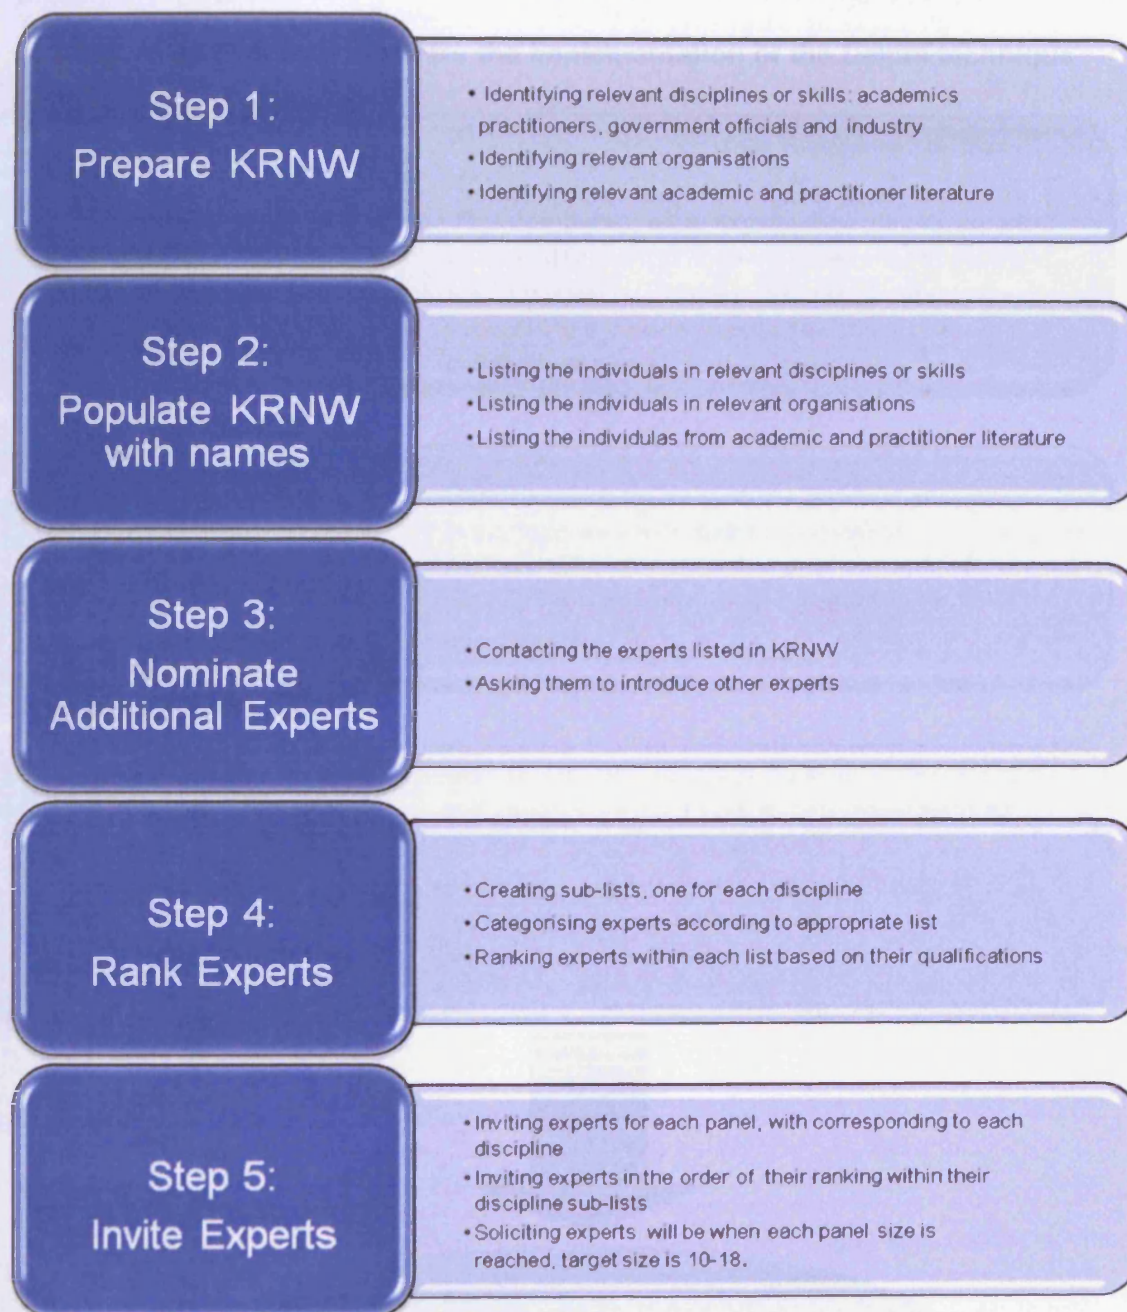 Step 1:
Prepare KRNW
• Identifying relevant disciplines or skills: academics
practitioners, government officials and industry
• Identifying relevant organisations
• Identifying relevant academic and practitioner literature
Step 2:
Populate KRNW
with names
• Listing the individuals in relevant disciplines or skills
• Listing the individuals in relevant organisations
• Listing the individulas from academic and practitioner literature
Step 3:
Nominate
Additional Experts
• Contacting the experts listed in KRNW
• Asking them to introduce other experts
Step 4:
Rank Experts
• Creating sub-lists, one for each discipline
• Categorising experts according to appropriate list
• Ranking experts within each list based on their qualifications
Step 5:
Invite Experts
• Inviting experts for each panel, with corresponding to each
discipline
• Inviting experts in the order of their ranking within their
discipline sub-lists
• Soliciting experts will be when each panel size is
reached, target size is 10-18.